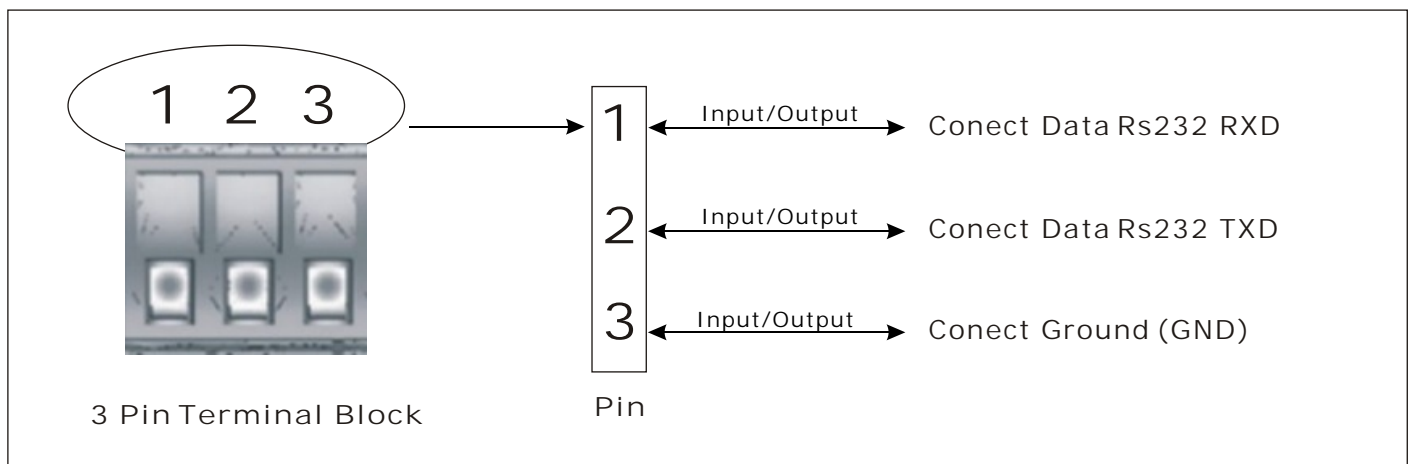 1 2 3
1 Input/Output Conect Data Rs232 RXD
2 Input/Output Conect Data Rs232 TXD
3 Input/Output Conect Ground (GND)
3 Pin Terminal Block
Pin